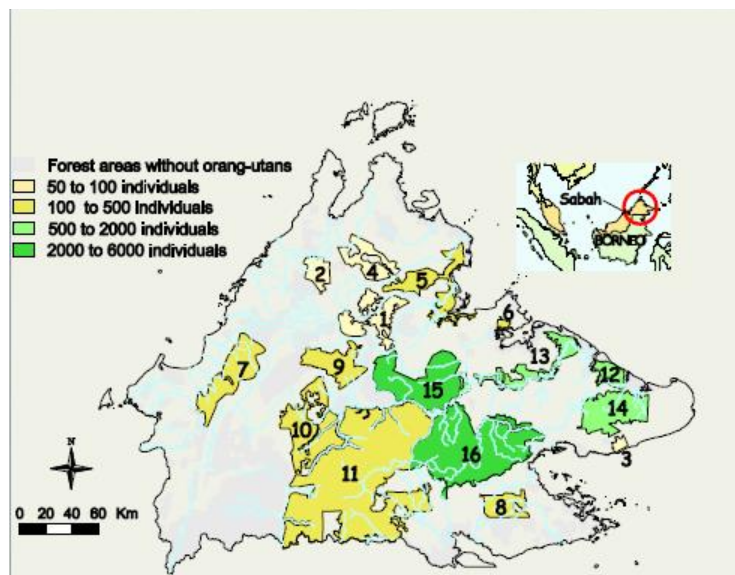 Forest areas without orang-utans
50 to 100 individuals
100 to 500 Individuals
500 to 2000 individuals
2000 to 6000 individuals
Sabah
BORNEO
2
4
5
1
6
13
7
9
15
12
14
10
3
11
16
8
N
0 20 40 60 Km